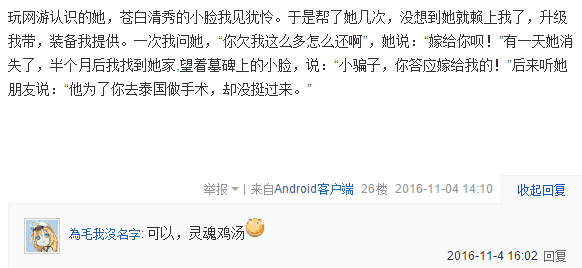 玩网游认识的她，苍白清秀的小脸我见犹怜。于是帮了她几次，没想到她就赖上我了，升级
我带，装备我提供。一次我问她，“你欠我这么多怎么还啊”，她说：“嫁给你呗！”有一天她消
失了，半个月后我找到她家,望着墓碑上的小脸，说：“小骗子，你答应嫁给我的！”后来听她
朋友说：“他为了你去泰国做手术，却没挺过来。”
举报 | 来自Android客户端 26楼 2016-11-04 14:10 收起回复
為毛我沒名字: 可以，灵魂鸡汤
2016-11-4 16:02 回复